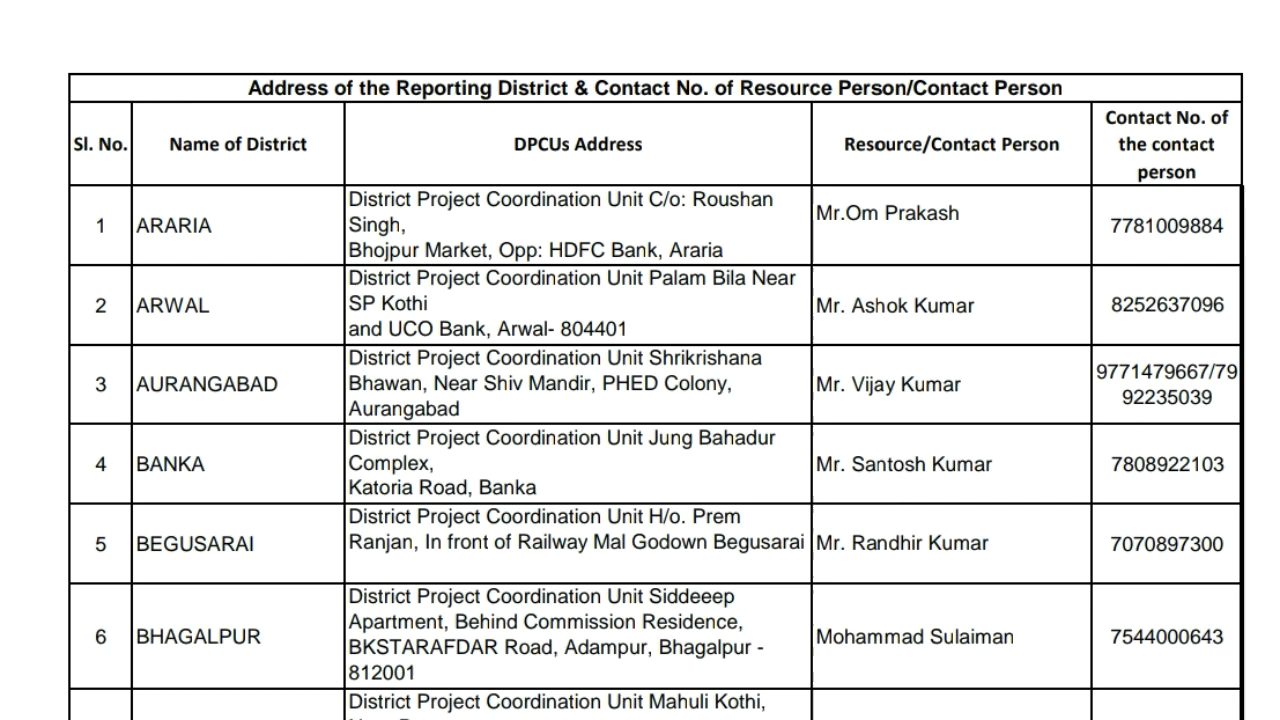 Address of the Reporting District & Contact No. of Resource Person/Contact Person
Sl. No.
Name of District
DPCUs Address
Resource/Contact Person
Contact No. of
the contact
person
1
ARARIA
District Project Coordination Unit C/o: Roushan
Singh,
Bhojpur Market, Opp: HDFC Bank, Araria
Mr.Om Prakash
7781009884
2
ARWAL
District Project Coordination Unit Palam Bila Near
SP Kothi
and UCO Bank, Arwal- 804401
Mr. Ashok Kumar
8252637096
3
AURANGABAD
District Project Coordination Unit Shrikrishana
Bhawan, Near Shiv Mandir, PHED Colony,
Aurangabad
Mr. Vijay Kumar
9771479667/79
92235039
4
BANKA
District Project Coordination Unit Jung Bahadur
Complex,
Katoria Road, Banka
Mr. Santosh Kumar
7808922103
5
BEGUSARAI
District Project Coordination Unit H/o. Prem
Ranjan, In front of Railway Mal Godown Begusarai
Mr. Randhir Kumar
7070897300
6
BHAGALPUR
District Project Coordination Unit Siddeeep
Apartment, Behind Commission Residence,
BKSTARAFDAR Road, Adampur, Bhagalpur -
812001
Mohammad Sulaiman
7544000643
District Project Coordination Unit Mahuli Kothi,